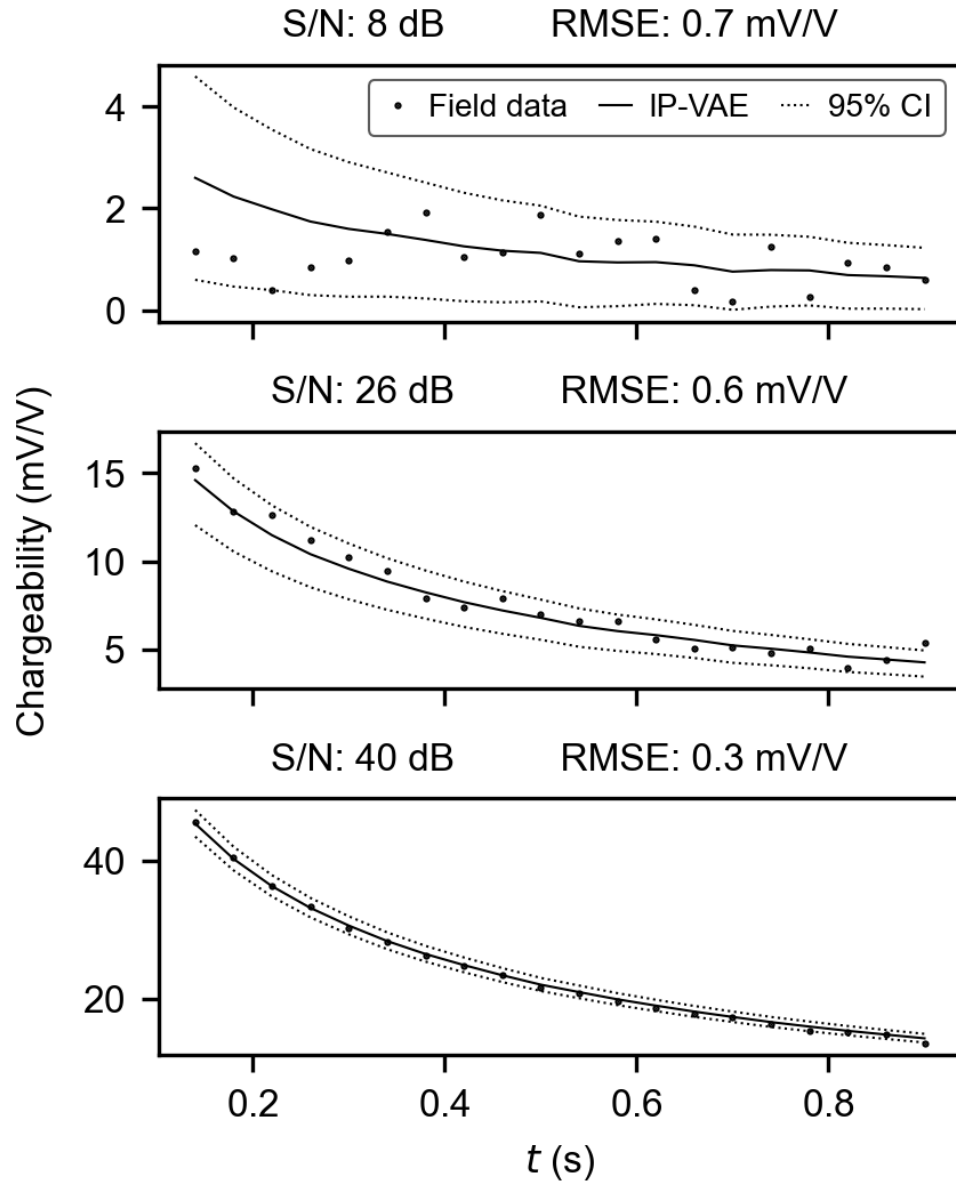 S/N: 8 dB RMSE: 0.7 mV/V
Field data IP-VAE 95% CI
4
2
0
S/N: 26 dB RMSE: 0.6 mV/V
Chargeability (mV/V)
15
10
5
S/N: 40 dB RMSE: 0.3 mV/V
40
20
0.2 0.4 0.6 0.8
t (s)